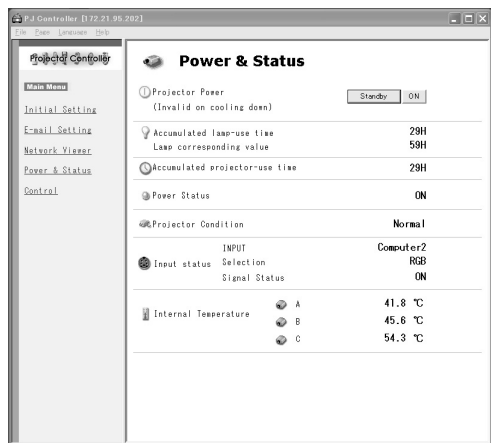 PJ Controller [172.21.95.202]
File Page Language Help
Projector Controller
Main Menu
Initial Setting
E-mail Setting
Network Viewer
Power & Status
Control
Power & Status
Projector Power
(Invalid on cooling down)
Standby ON
Accumulated lamp-use time 29H
Lamp corresponding value 59H
Accumulated projector-use time 29H
Power Status ON
Projector Condition Normal
INPUT Computer2
Input status Selection RGB
Signal Status ON
A 41.8 °C
Internal Temperature
B 45.6 °C
C 54.3 °C